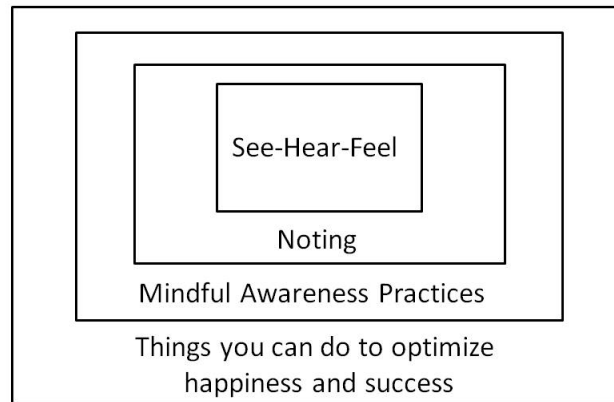 See-Hear-Feel
Noting
Mindful Awareness Practices
Things you can do to optimize
happiness and success